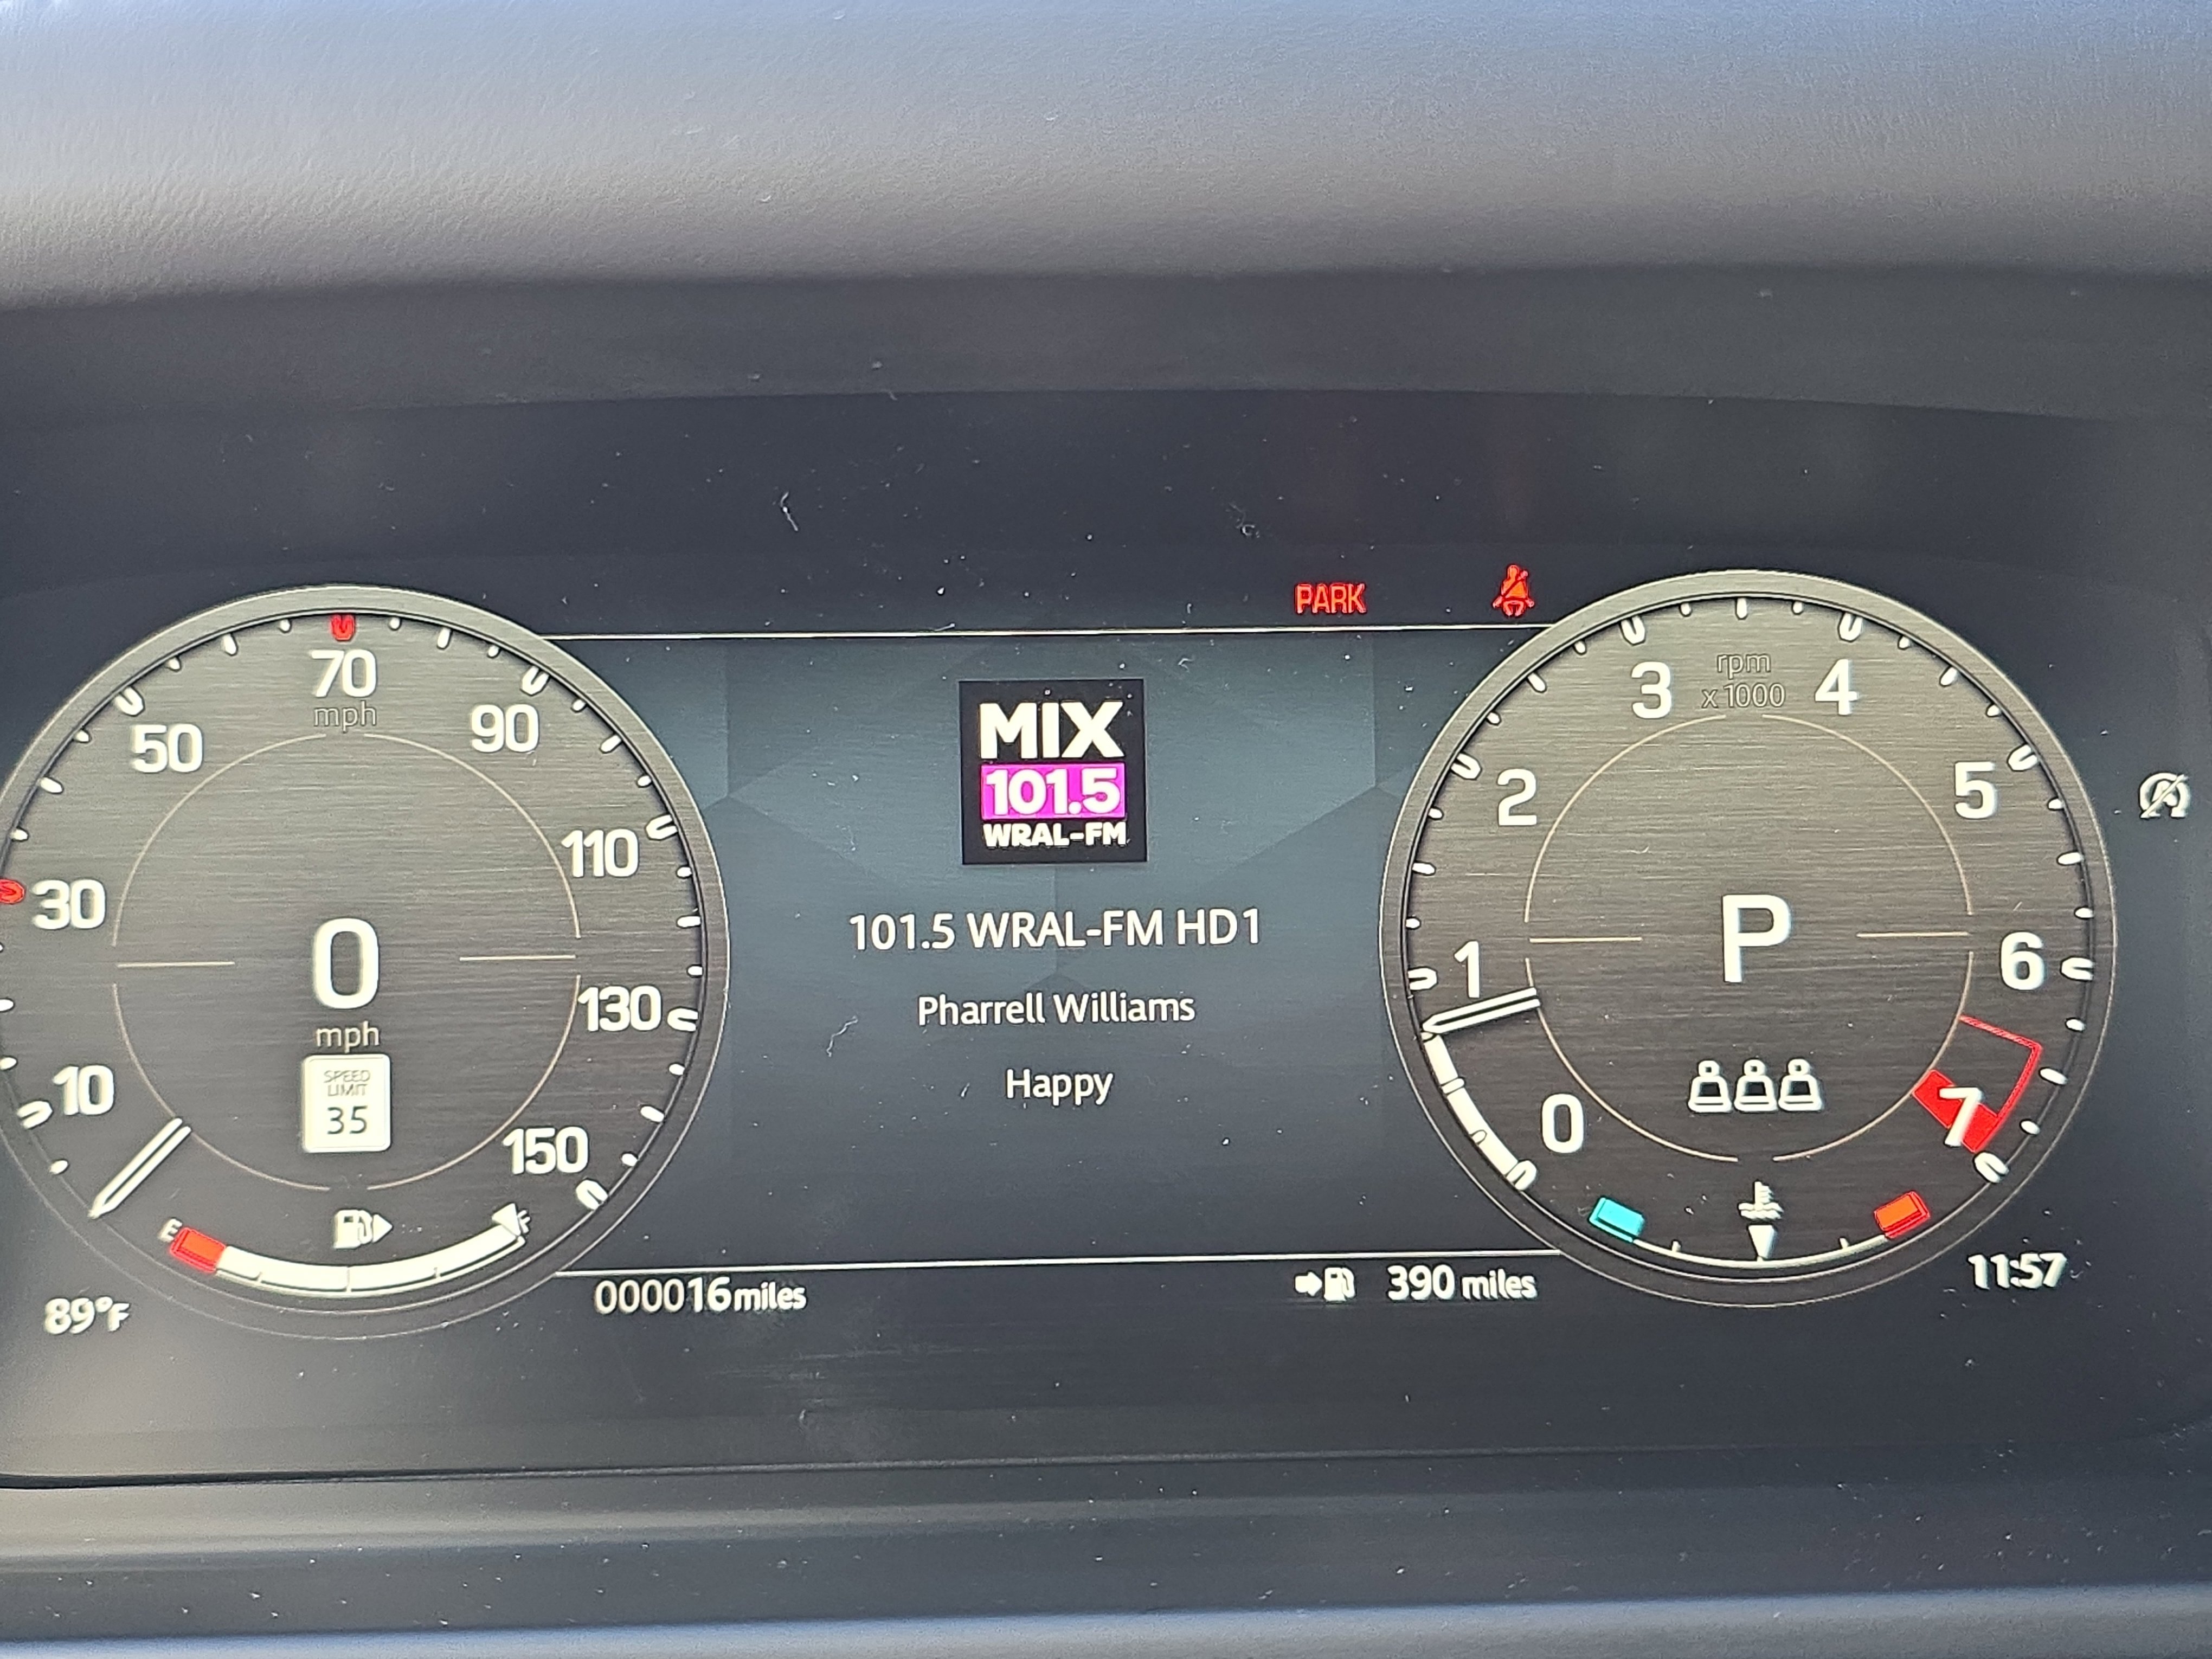 PARK
70
mph
50
90
30
110
0
mph
130
10
SPEED
LIMIT
35
150
E
F
89°F
MIX
101.5
WRAL-FM
101.5 WRAL-FM HD1
Pharrell Williams
Happy
000016 miles
390 miles
3
rpm
x1000
4
2
5
1
P
6
0
7
11:57